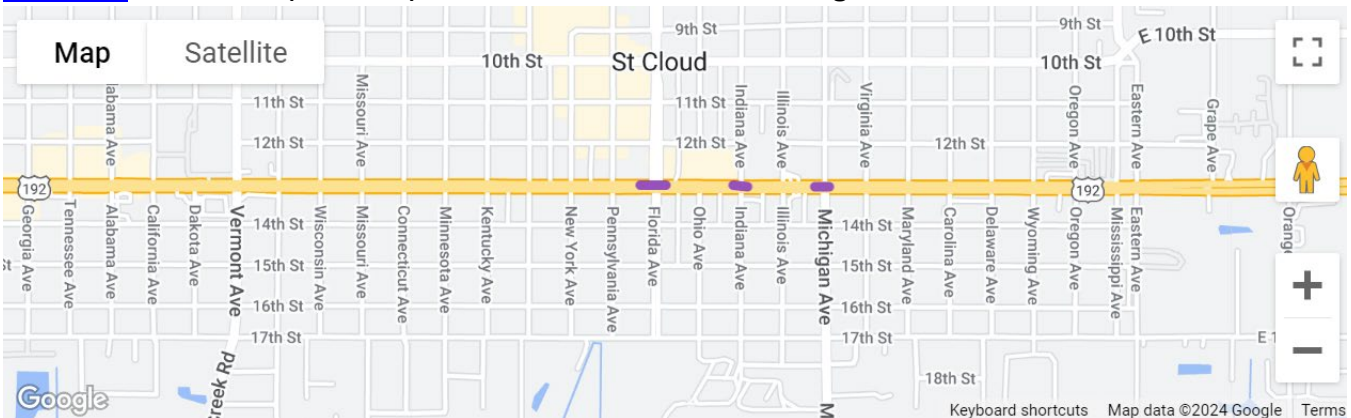 Map
Satellite
9th St
9th St
E 10th St
10th St
St Cloud
10th St
Missouri Ave
11th St
11th St
Indiana Ave
Illinois Ave
Virginia Ave
Oregon Ave
Eastern Ave
Grape Ave
12th St
12th St
12th St
192
192
Georgia Ave
Tennessee Ave
Alabama Ave
California Ave
Dakota Ave
Vermont Ave
Wisconsin Ave
Missouri Ave
Connecticut Ave
Minnesota Ave
Kentucky Ave
New York Ave
Pennsylvania Ave
Florida Ave
Ohio Ave
Indiana Ave
Illinois Ave
Michigan Ave
Maryland Ave
Carolina Ave
Delaware Ave
Wyoming Ave
Oregon Ave
Mississippi Ave
Eastern Ave
14th St
14th St
15th St
15th St
16th St
16th St
17th St
17th St
18th St
Google
Keyboard shortcuts
Map data ©2024 Google
Terms